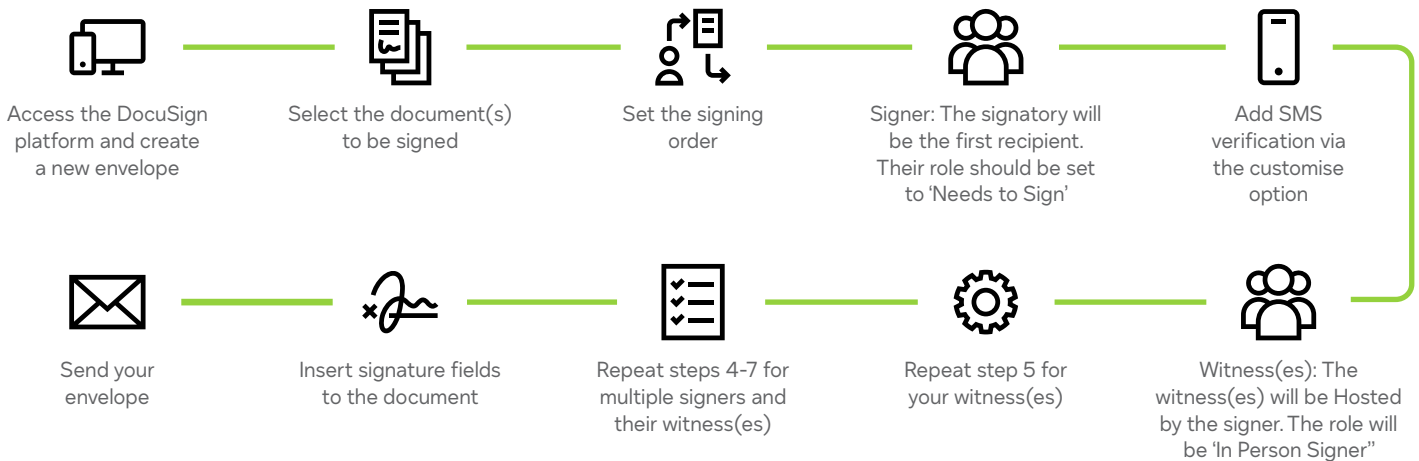 Access the DocuSign
platform and create
a new envelope
Select the document(s)
to be signed
Set the signing
order
Signer: The signatory will
be the first recipient.
Their role should be set
to ‘Needs to Sign’
Add SMS
verification via
the customise
option
Witness(es): The
witness(es) will be Hosted
by the signer. The role will
be ‘In Person Signer”
Repeat step 5 for
your witness(es)
Repeat steps 4-7 for
multiple signers and
their witness(es)
Insert signature fields
to the document
Send your
envelope